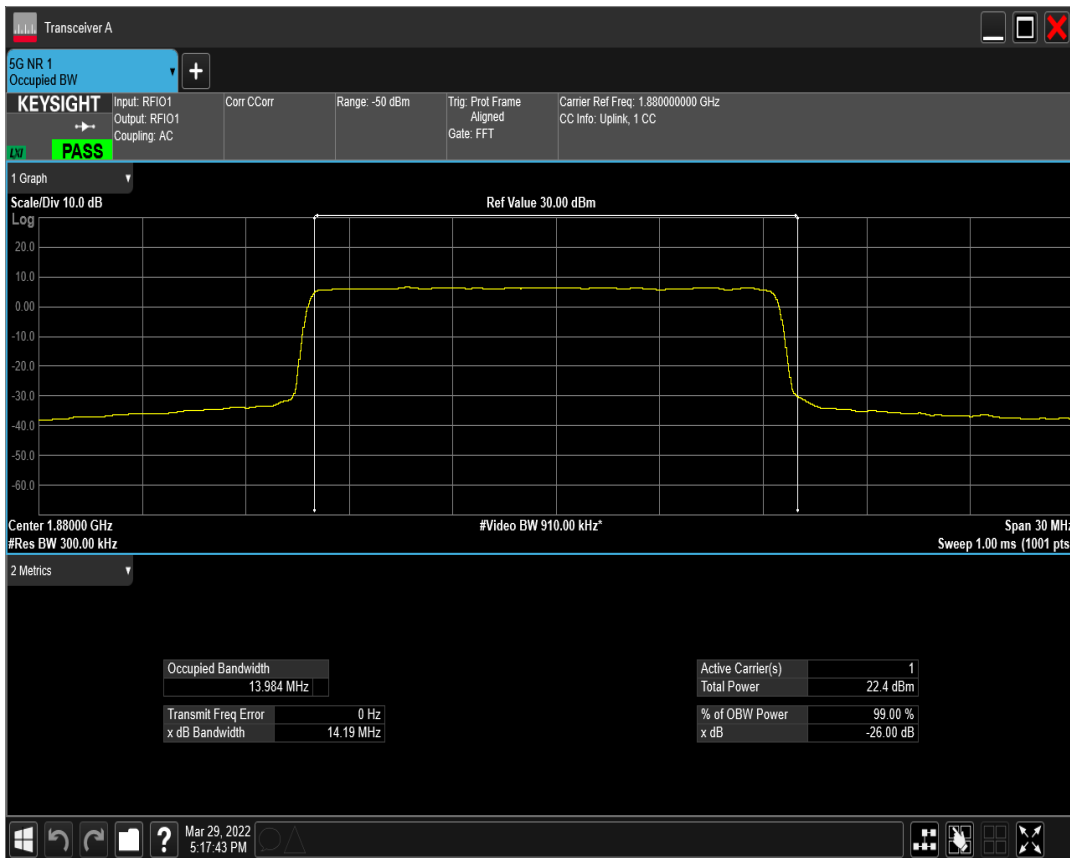 Transceiver A
5G NR 1
Occupied BW
+
KEYSIGHT
Input: RFIO1
Output: RFIO1
Coupling: AC
LXI
PASS
Corr CCorr
Range: -50 dBm
Trig: Prot Frame
Aligned
Gate: FFT
Carrier Ref Freq: 1.880000000 GHz
CC Info: Uplink, 1 CC
1 Graph
Scale/Div 10.0 dB
Ref Value 30.00 dBm
Log
20.0
10.0
0.00
-10.0
-20.0
-30.0
-40.0
-50.0
-60.0
Center 1.88000 GHz
#Video BW 910.00 kHz*
Span 30 MHz
#Res BW 300.00 kHz
Sweep 1.00 ms (1001 pts
2 Metrics
Occupied Bandwidth
13.984 MHz
Transmit Freq Error 0 Hz
x dB Bandwidth 14.19 MHz
Active Carrier(s) 1
Total Power 22.4 dBm
% of OBW Power 99.00 %
x dB -26.00 dB
?
Mar 29, 2022
5:17:43 PM